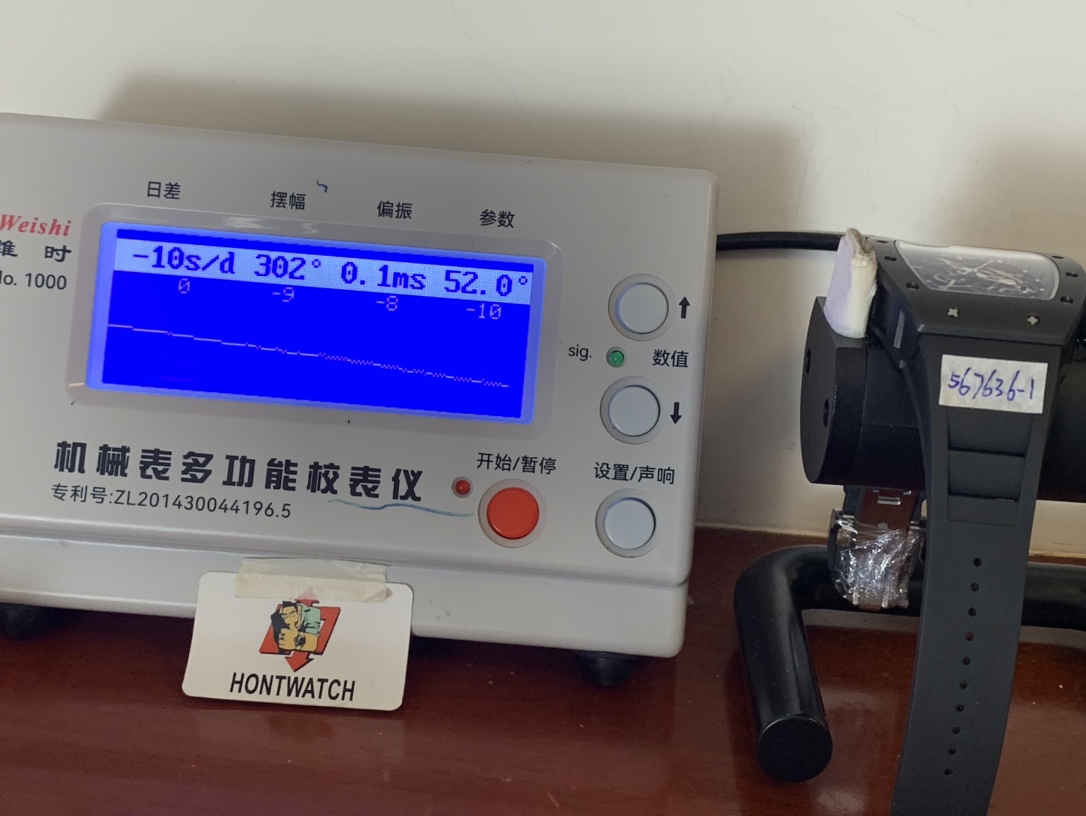 日差 摆幅 偏振 参数
Weishi
维 时
No. 1000
-10s/d 302° 0.1ms 52.0°
0 -9 -8 -10
sig. 数值
机械表多功能校表仪
专利号:ZL201430044196.5
开始/暂停 设置/声响
HONTWATCH
567636-1